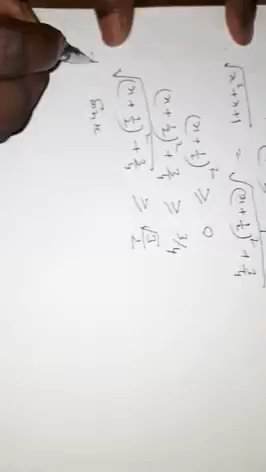 √x²+x+1 = √(x+½)²+¾
(x+½)² ≥ 0
(x+½)²+¾ ≥ 3/4
√(x+½)²+¾ ≥ √3/2